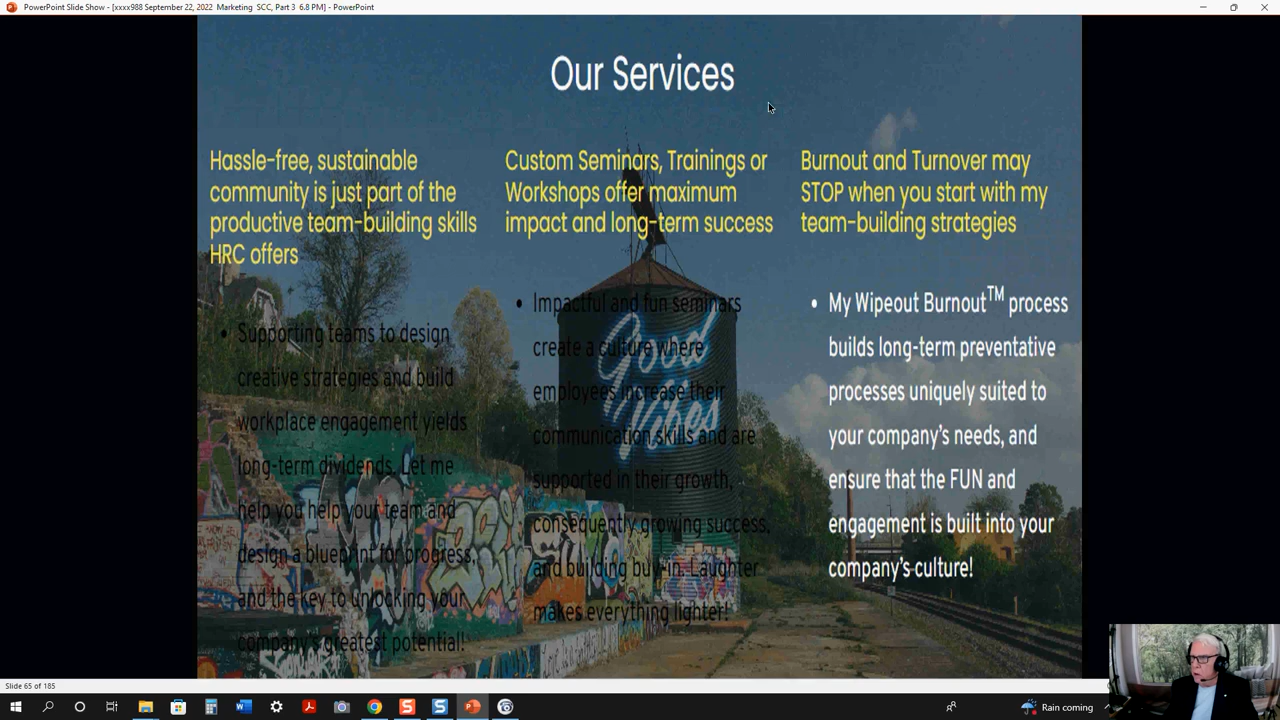 PowerPoint Slide Show - [xxxx988 September 22, 2022 Marketing SCC, Part 3 6.8 PM] - PowerPoint
Our Services
Hassle-free, sustainable
community is just part of the
productive team-building skills
HRC offers
• Supporting teams to design
creative strategies and build
workplace engagement yields
long-term dividends. Let me
help you help your team and
design a blueprint for progress,
and the key to unlocking your
company's greatest potential!
Custom Seminars, Trainings or
Workshops offer maximum
impact and long-term success
• Impactful and fun seminars
create a culture where
employees increase their
communication skills and are
supported in their growth,
consequently growing success,
and building buy-in. Laughter
makes everything lighter!
Good
Vibes
Burnout and Turnover may
STOP when you start with my
team-building strategies
• My Wipeout Burnout™ process
builds long-term preventative
processes uniquely suited to
your company's needs, and
ensure that the FUN and
engagement is built into your
company's culture!
Slide 65 of 185
Rain coming